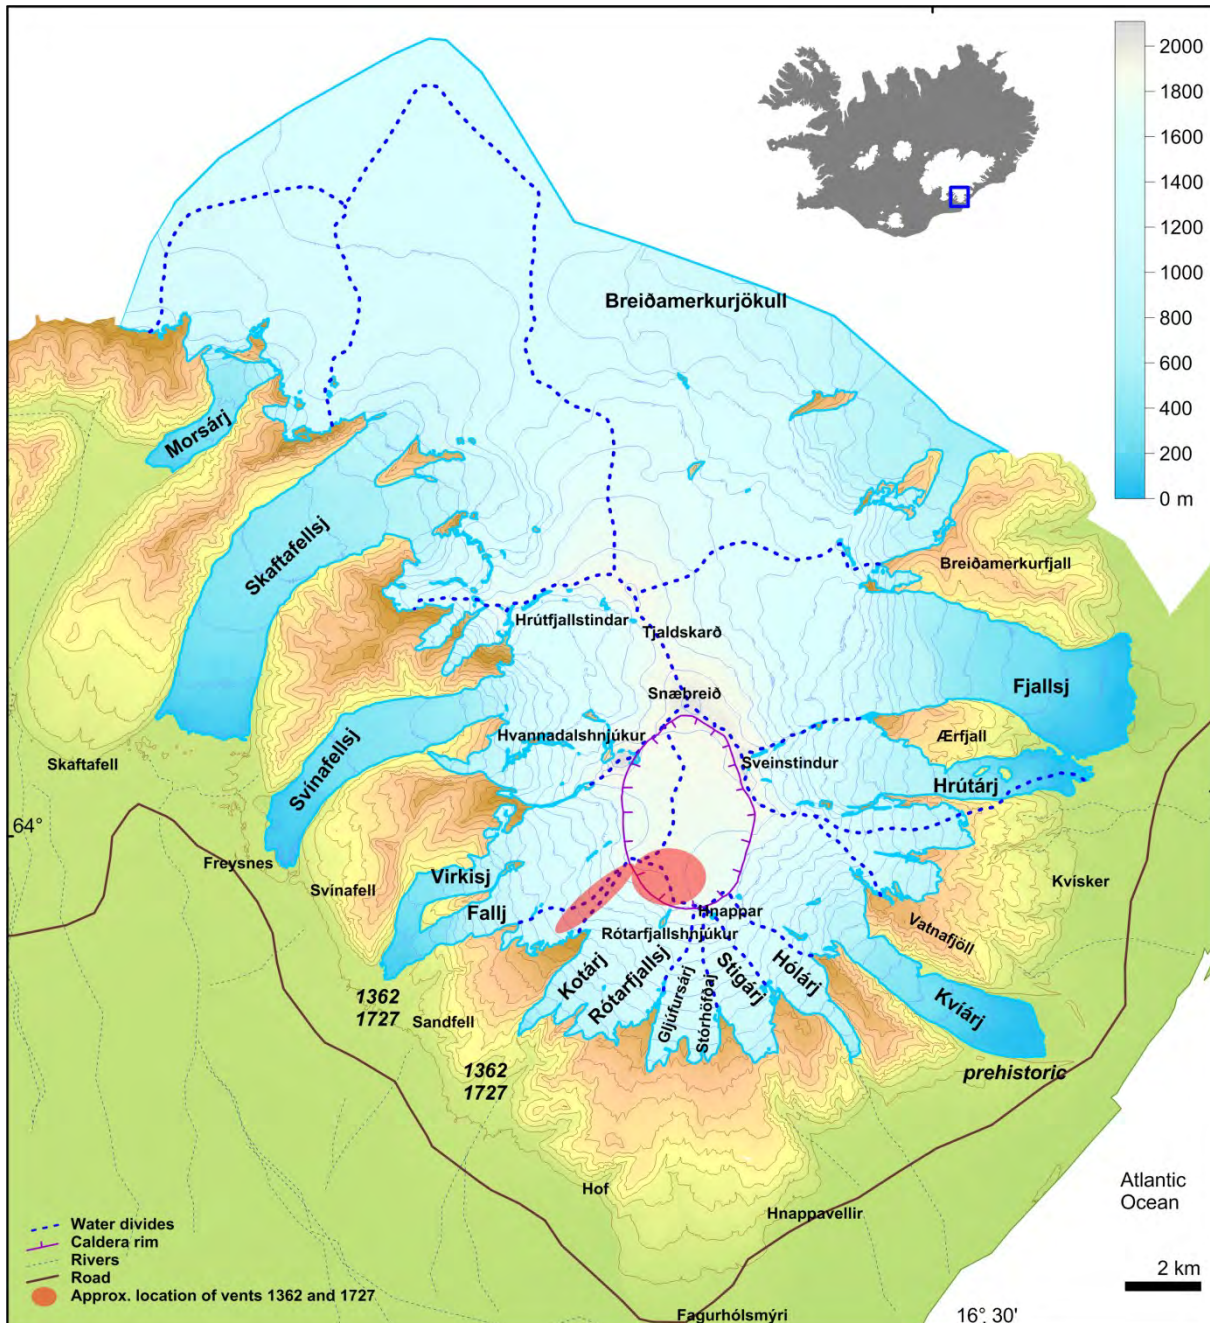 2000
1800
1600
1400
1200
1000
800
600
400
200
0 m
Breiðamerkurjökull
Morsárj
Skaftafellsj
Breiðamerkurfjall
Hrútfjallstindar
Tjaldskarð
Snæbreið
Fjallsj
Hvannadalshnjúkur
Ærfjall
Skaftafell
Svínafellsj
Sveinstindur
Hrútárj
64°
Freysnes
Svínafell
Virkisj
Kvísker
Fallj
Hnappar
Vatnafjöll
Rótarfjallshnjúkur
Kotárj
Rótarfjallsj
Gljúfursárj
Stórhöfðaj
Stigárj
Hólárj
Kvíárj
1362
1727
Sandfell
1362
1727
prehistoric
Hof
Atlantic
Ocean
Hnappavellir
Water divides
Caldera rim
Rivers
Road
Approx. location of vents 1362 and 1727
2 km
Fagurhólsmýri
16°, 30'